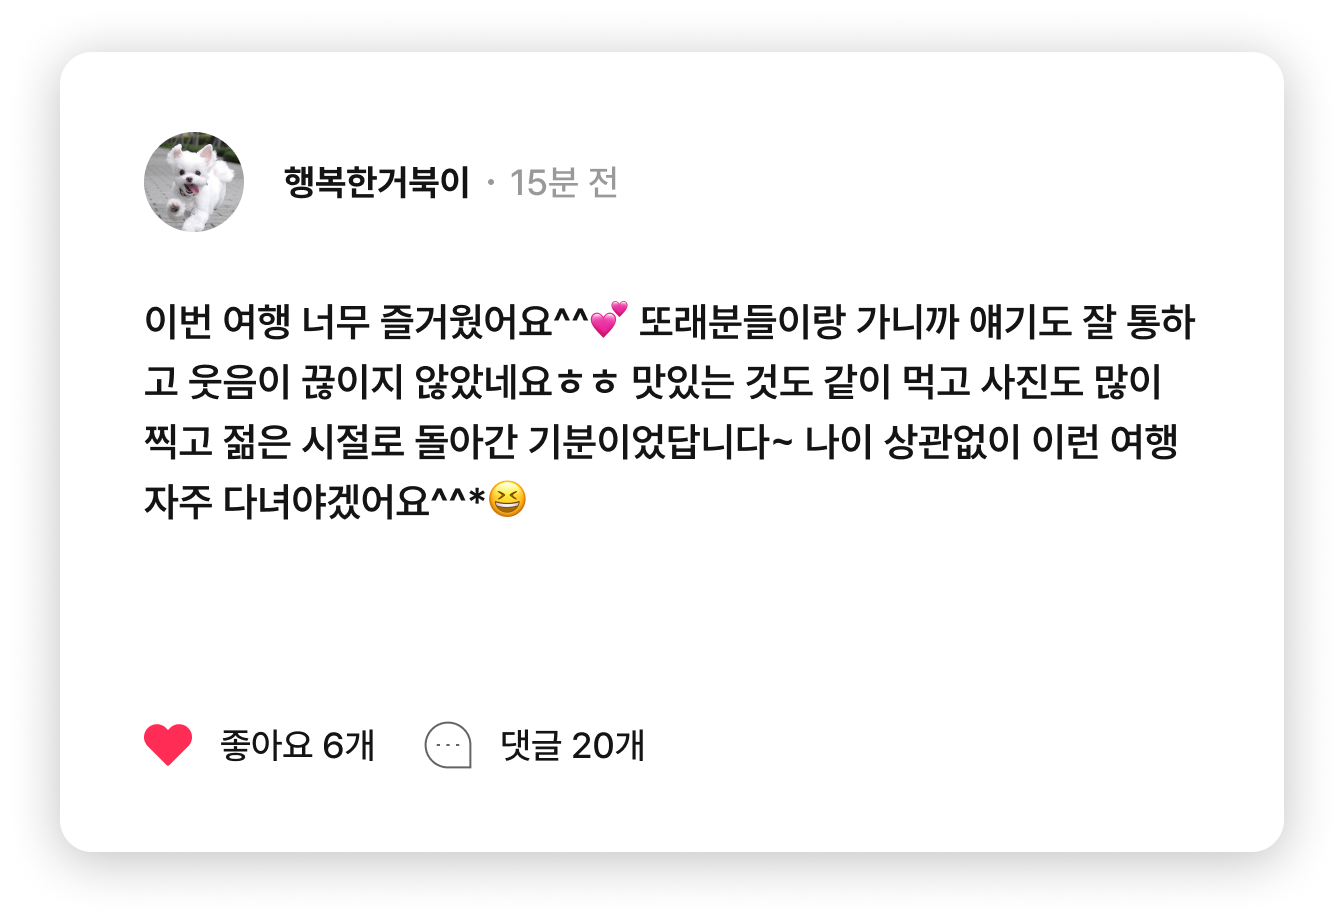 행복한거북이 · 15분 전
이번 여행 너무 즐거웠어요^^💕 또래분들이랑 가니까 얘기도 잘 통하
고 웃음이 끊이지 않았네요ㅎㅎ 맛있는 것도 같이 먹고 사진도 많이
찍고 젊은 시절로 돌아간 기분이었답니다~ 나이 상관없이 이런 여행
자주 다녀야겠어요^^*😆
좋아요 6개 댓글 20개